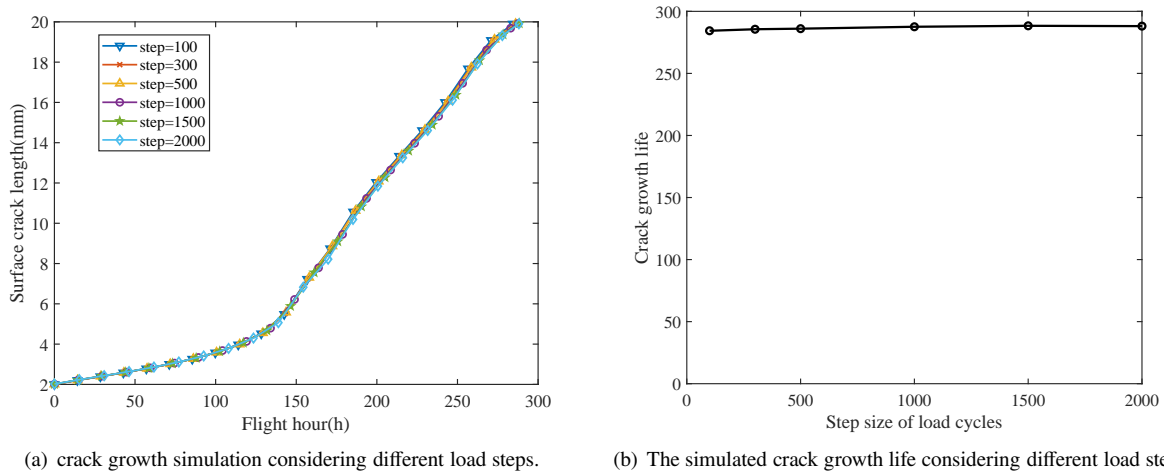 20
18
16
14
12
10
8
6
4
2
Surface crack length(mm)
step=100
step=300
step=500
step=1000
step=1500
step=2000
0 50 100 150 200 250 300
Flight hour(h)
(a) crack growth simulation considering different load steps.
300
250
200
150
100
50
0
Crack growth life
0 500 1000 1500 2000
Step size of load cycles
(b) The simulated crack growth life considering different load ste